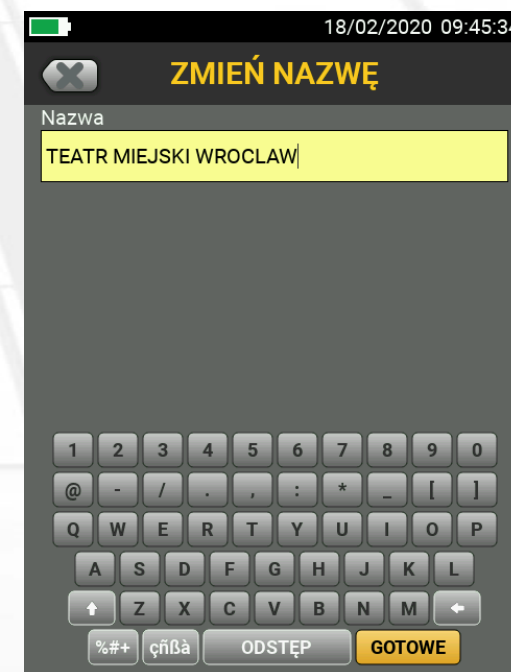 18/02/2020 09:45:34
ZMIEŃ NAZWĘ
Nazwa
TEATR MIEJSKI WROCLAW
1 2 3 4 5 6 7 8 9 0
@ - / . , : * _ [ ]
Q W E R T Y U I O P
A S D F G H J K L
Z X C V B N M
%#+ çñßà ODSTĘP GOTOWE